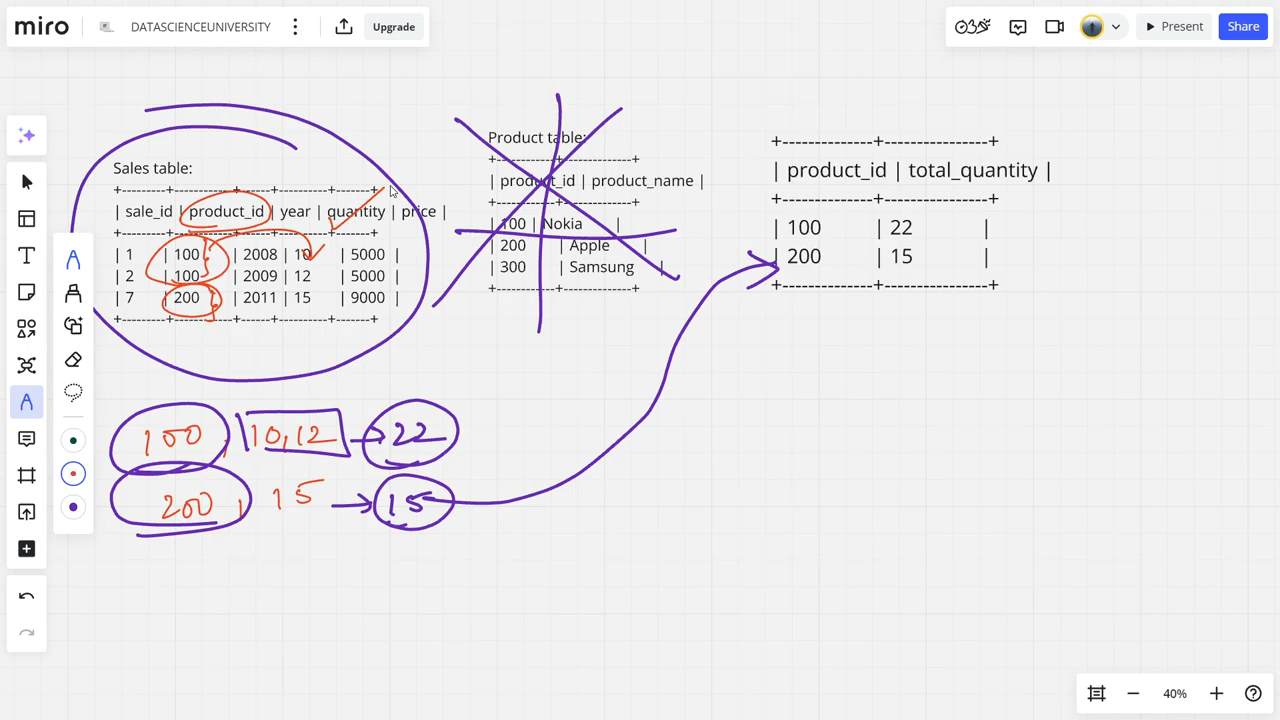 miro
DATASCIENCEUNIVERSITY
Upgrade
Present
Share
Sales table:
+--------+------------+------+----------+-------+
| sale_id | product_id | year | quantity | price |
+--------+------------+------+----------+-------+
| 1 | 100 | 2008 | 10 | 5000 |
| 2 | 100 | 2009 | 12 | 5000 |
| 7 | 200 | 2011 | 15 | 9000 |
+--------+------------+------+----------+-------+
Product table:
+------------+--------------+
| product_id | product_name |
+------------+--------------+
| 100 | Nokia |
| 200 | Apple |
| 300 | Samsung |
+------------+--------------+
+--------------+----------------+
| product_id | total_quantity |
+--------------+----------------+
| 100 | 22 |
| 200 | 15 |
+--------------+----------------+
100, 10,12 → 22
200, 15 → 15
40%